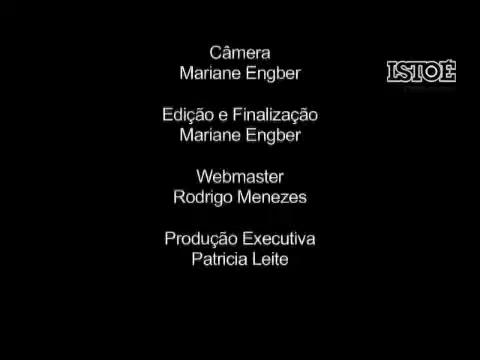 Câmera
Mariane Engber
ISTOÉ
Edição e Finalização
Mariane Engber
Webmaster
Rodrigo Menezes
Produção Executiva
Patricia Leite